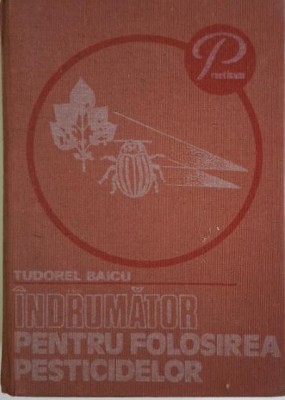 P
TUDOREL BAICU
ÎNDRUMĂTOR
PENTRU FOLOSIREA
PESTICIDELOR